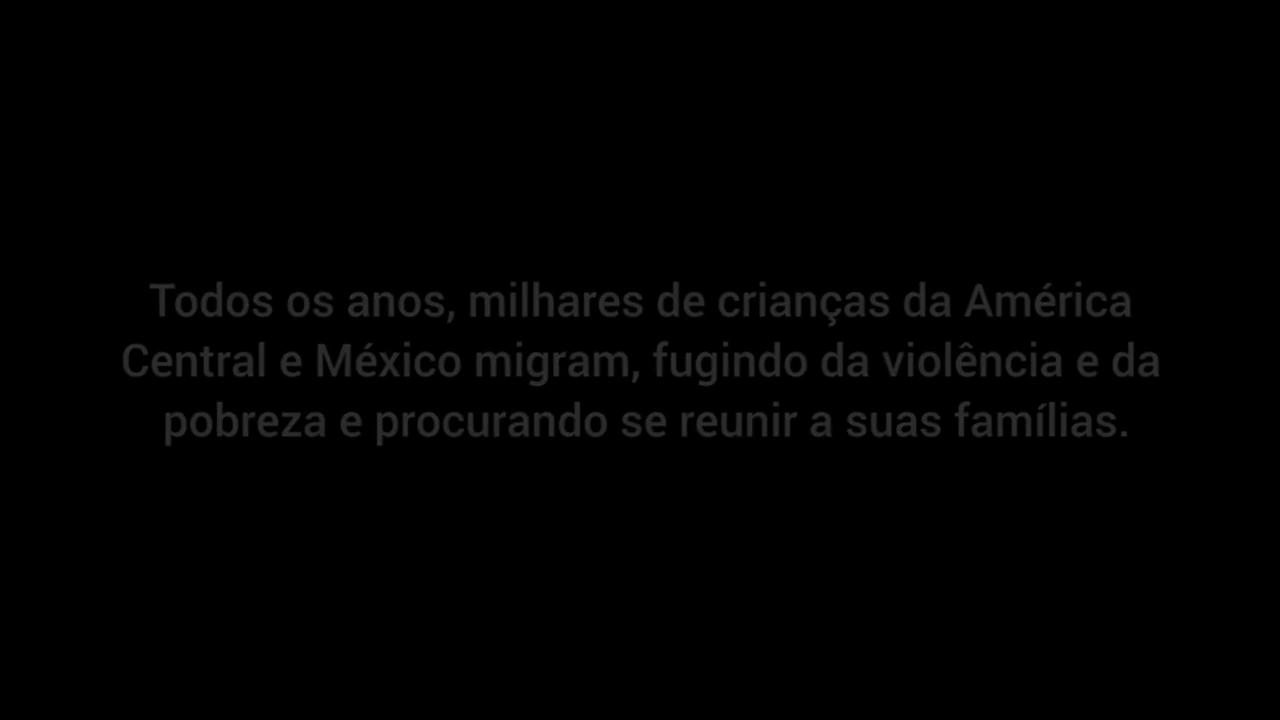 Todos os anos, milhares de crianças da América
Central e México migram, fugindo da violência e da
pobreza e procurando se reunir a suas famílias.